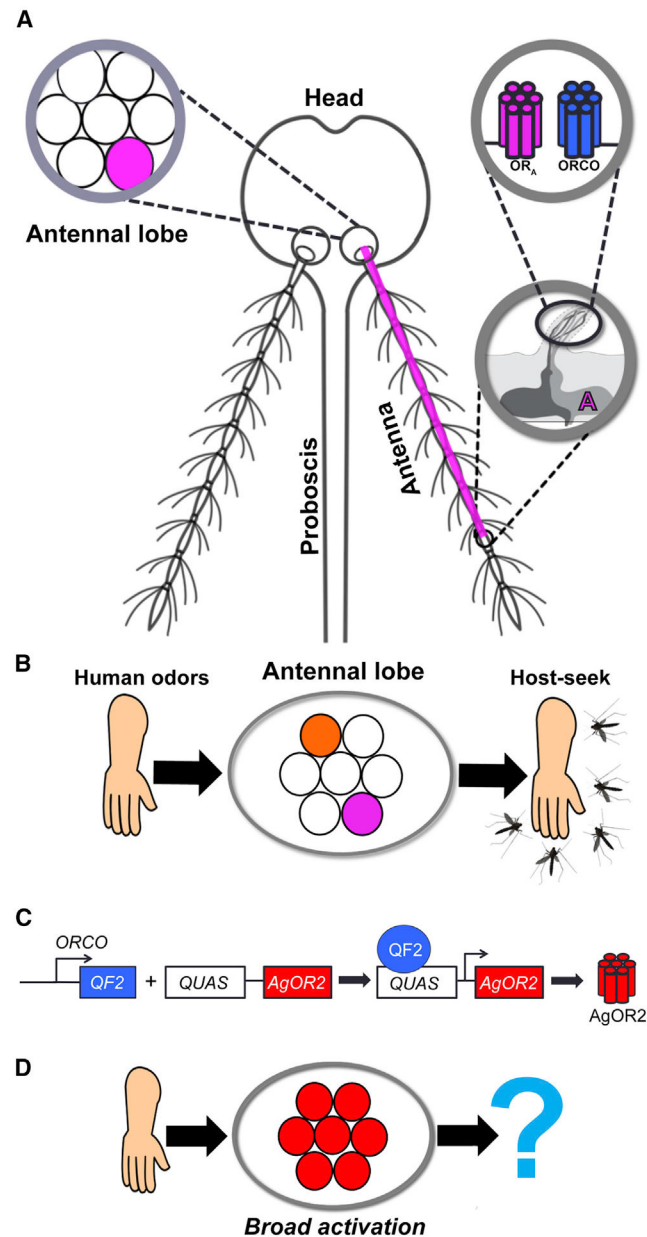 A
Head
Antennal lobe
OR_A
ORCO
A
Antenna
Proboscis
B
Human odors
Antennal lobe
Host-seek
C
ORCO
QF2
+
QUAS
AgOR2
QF2
QUAS
AgOR2
AgOR2
D
?
Broad activation